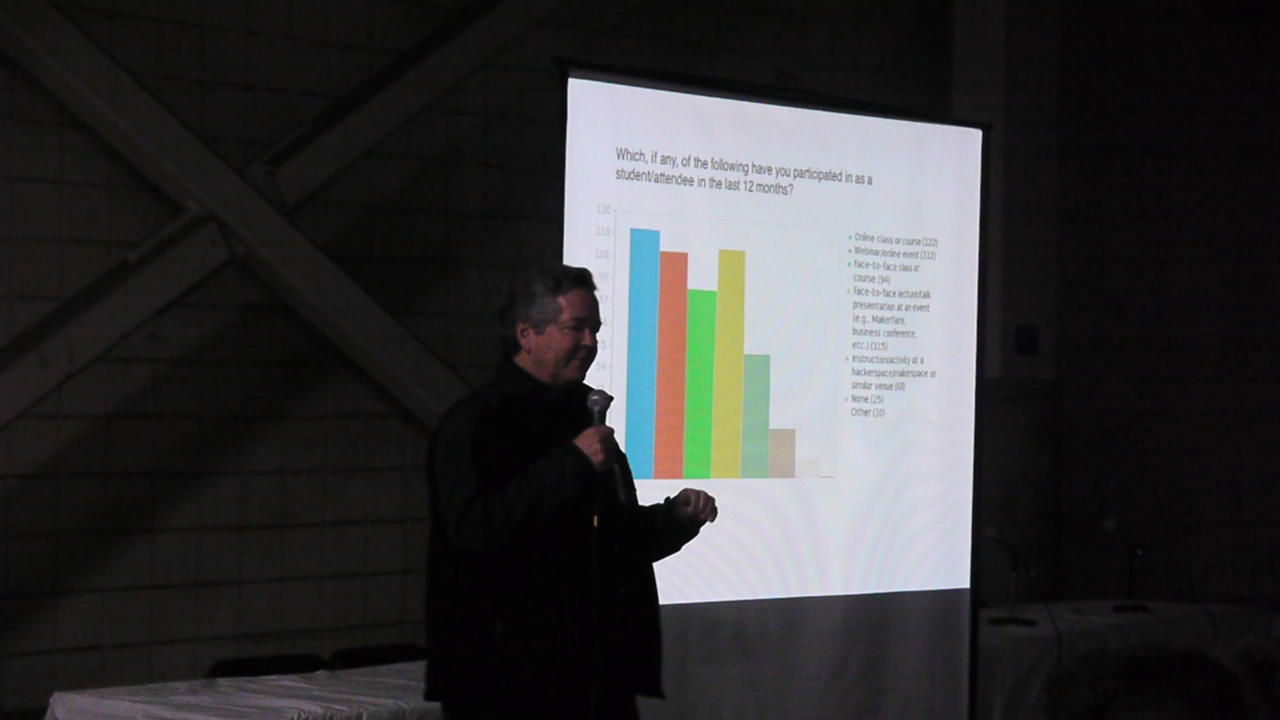 Which, if any, of the following have you participated in as a
student/attendee in the last 12 months?
130
119
108
98
54
Online class or course (122)
Webinar/online event (112)
Face-to-face class or
course (94)
Face-to-face lecture/talk
presentation at an event
(e.g., MakerFaire,
business conference,
etc.) (115)
Instruction/activity at a
hackerspace/makerspace or
similar venue (63)
None (25)
Other (10)